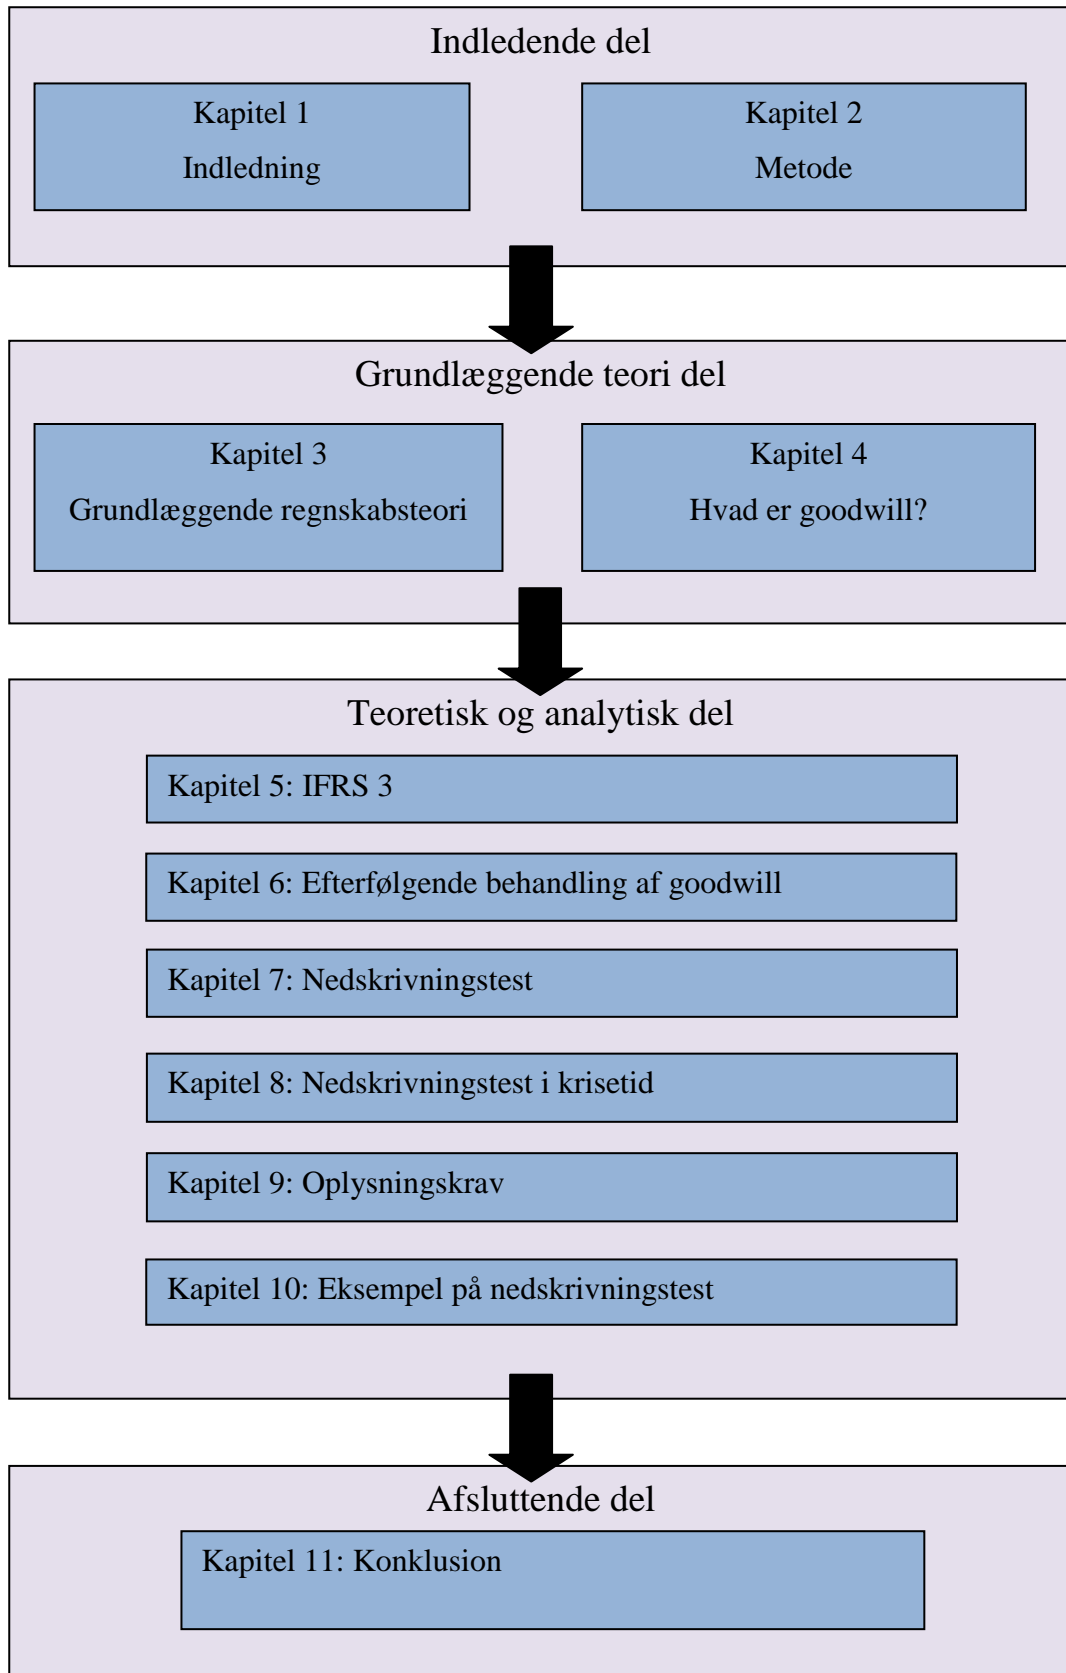 Indledende del
Kapitel 1
Indledning
Kapitel 2
Metode
Grundlæggende teori del
Kapitel 3
Grundlæggende regnskabsteori
Kapitel 4
Hvad er goodwill?
Teoretisk og analytisk del
Kapitel 5: IFRS 3
Kapitel 6: Efterfølgende behandling af goodwill
Kapitel 7: Nedskrivningstest
Kapitel 8: Nedskrivningstest i krisetid
Kapitel 9: Oplysningskrav
Kapitel 10: Eksempel på nedskrivningstest
Afsluttende del
Kapitel 11: Konklusion